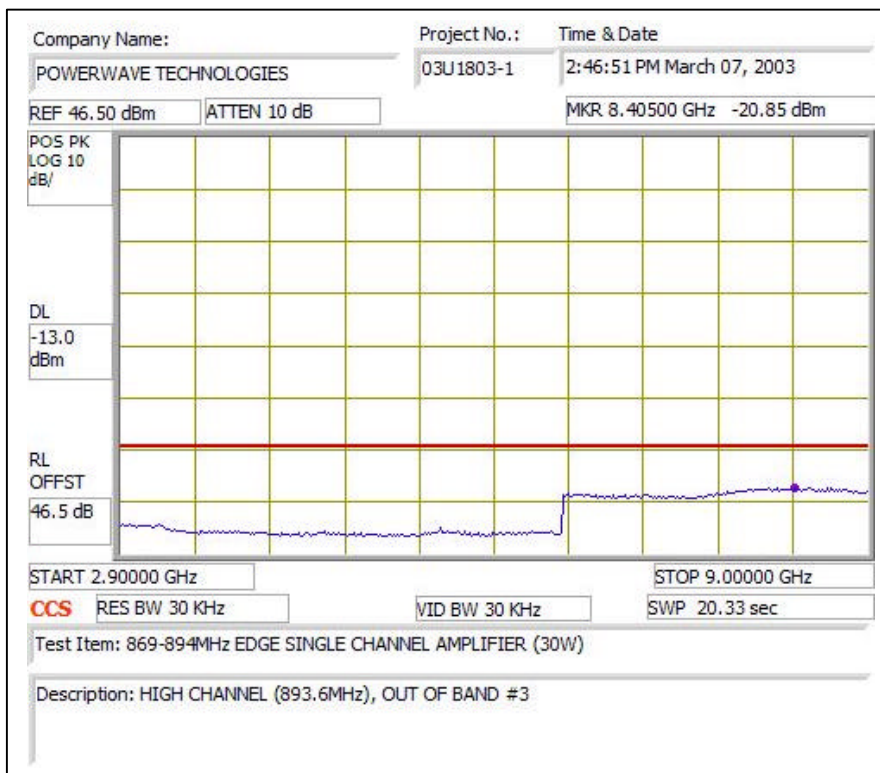 Company Name:
Project No.:
Time & Date
POWERWAVE TECHNOLOGIES
03U1803-1
2:46:51 PM March 07, 2003
REF 46.50 dBm
ATTEN 10 dB
MKR 8.40500 GHz -20.85 dBm
POS PK
LOG 10
dB/
DL
-13.0
dBm
RL
OFFST
46.5 dB
START 2.90000 GHz
STOP 9.00000 GHz
CCS
RES BW 30 KHz
VID BW 30 KHz
SWP 20.33 sec
Test Item: 869-894MHz EDGE SINGLE CHANNEL AMPLIFIER (30W)
Description: HIGH CHANNEL (893.6MHz), OUT OF BAND #3